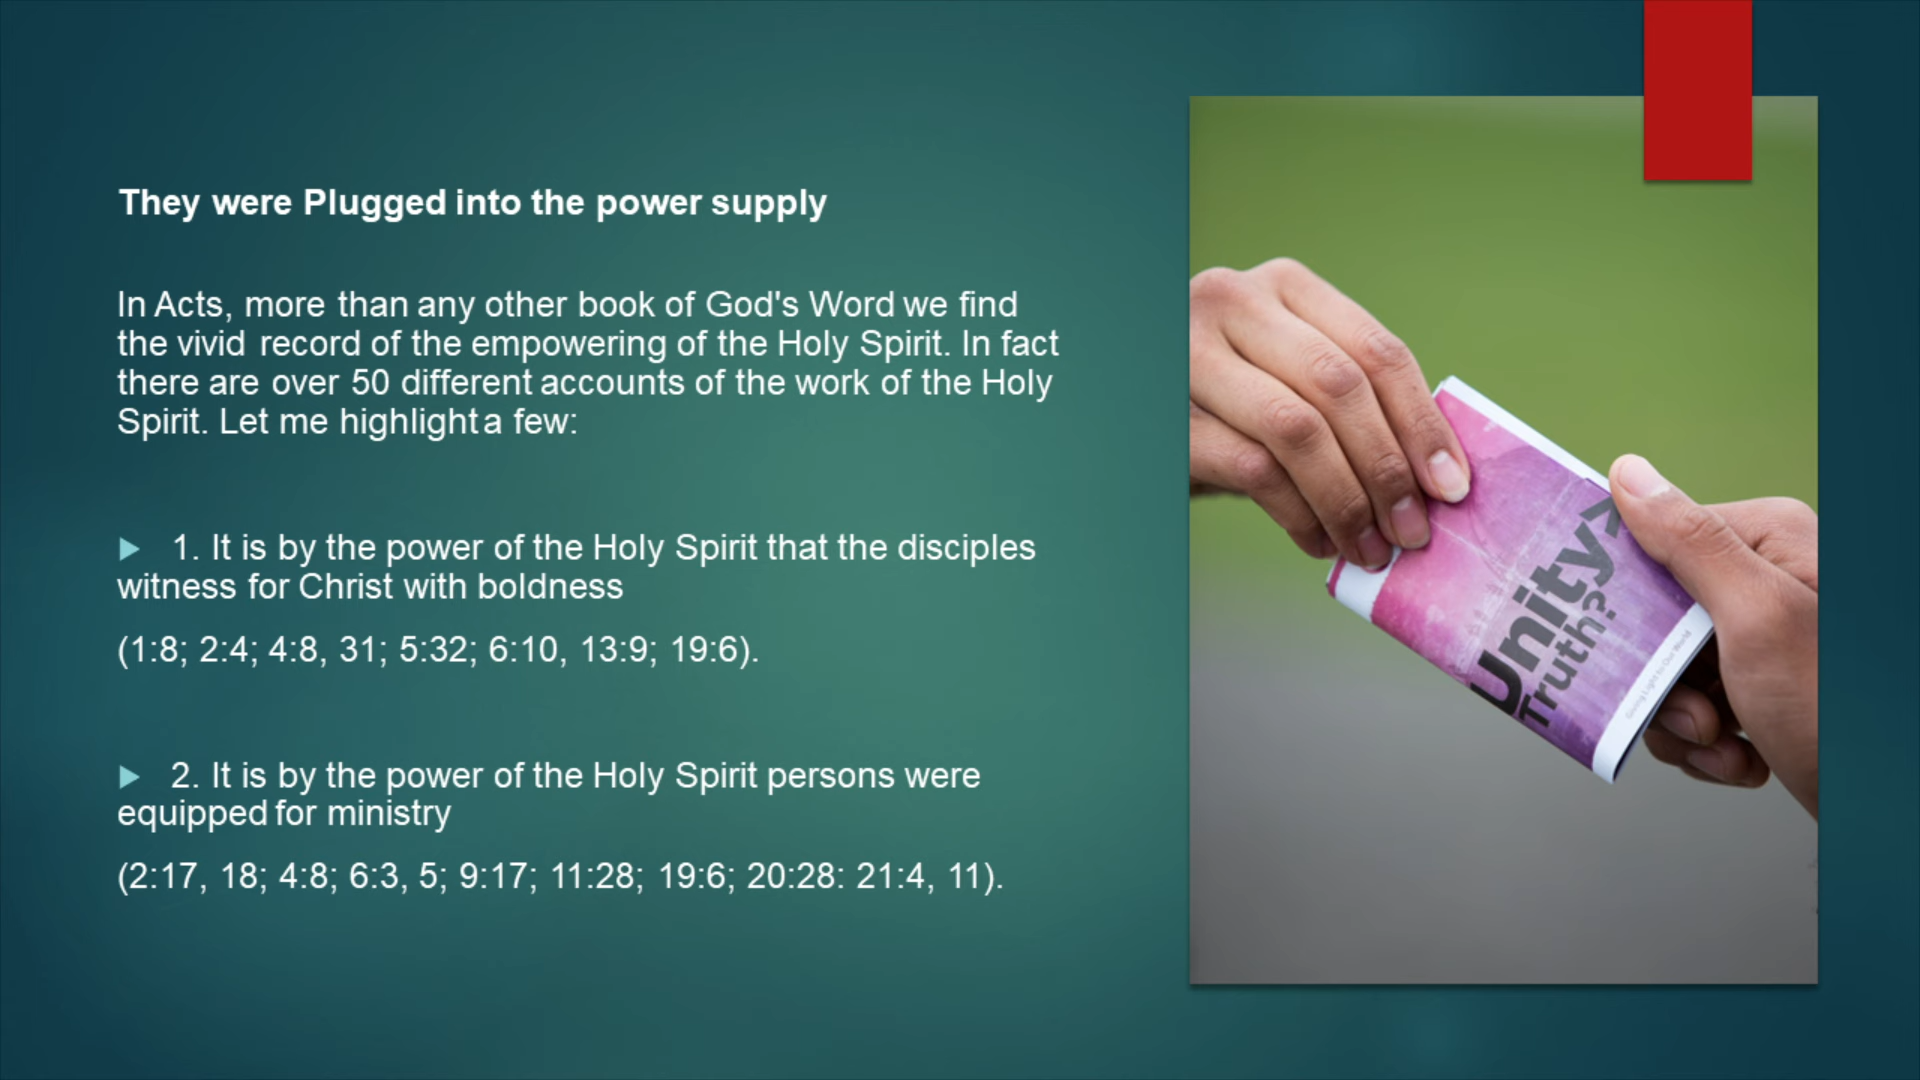 They were Plugged into the power supply
In Acts, more than any other book of God's Word we find
the vivid record of the empowering of the Holy Spirit. In fact
there are over 50 different accounts of the work of the Holy
Spirit. Let me highlight a few:
1. It is by the power of the Holy Spirit that the disciples
witness for Christ with boldness
(1:8; 2:4; 4:8, 31; 5:32; 6:10, 13:9; 19:6).
2. It is by the power of the Holy Spirit persons were
equipped for ministry
(2:17, 18; 4:8; 6:3, 5; 9:17; 11:28; 19:6; 20:28: 21:4, 11).
Unity>
Truth?
Giving Light to Our World